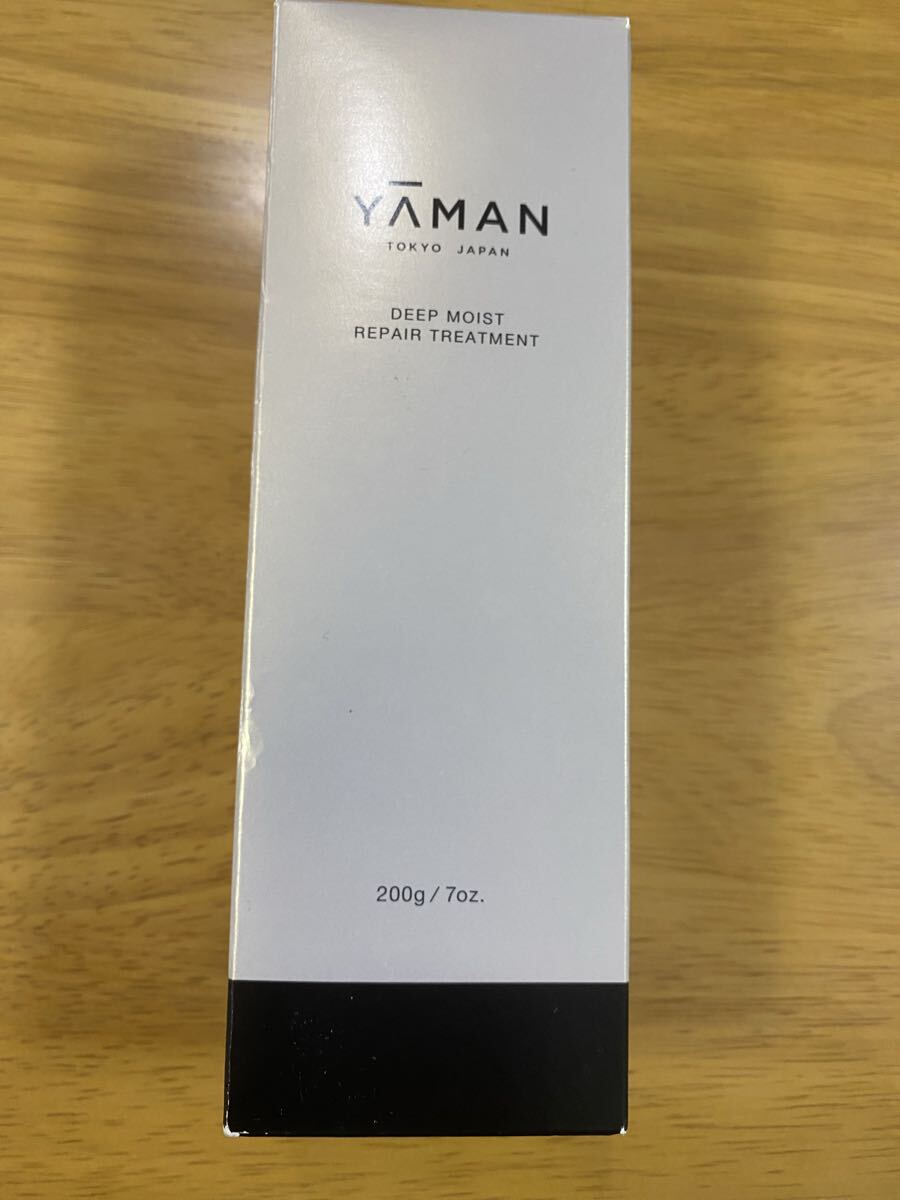 YĀMAN
TOKYO JAPAN
DEEP MOIST
REPAIR TREATMENT
200g / 7oz.